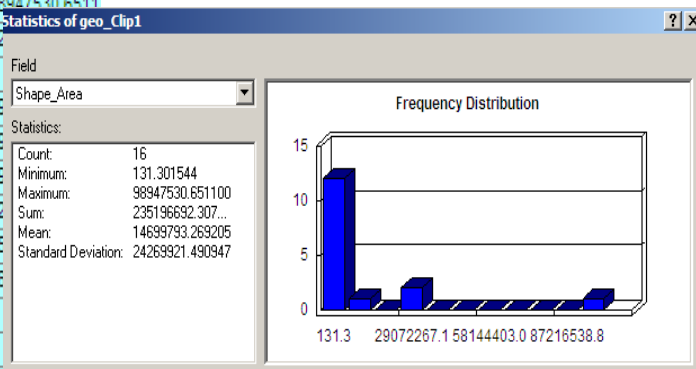 98947530.6511
Statistics of geo_Clip1
Field
Shape_Area
Statistics:
Count: 16
Minimum: 131.301544
Maximum: 98947530.651100
Sum: 235196692.307...
Mean: 14699793.269205
Standard Deviation: 24269921.490947
Frequency Distribution
15
10
5
0
131.3 29072267.1 58144403.0 87216538.8